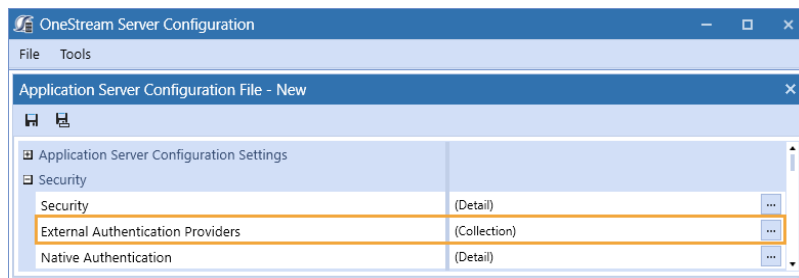 OneStream Server Configuration
File Tools
Application Server Configuration File - New
Application Server Configuration Settings
Security
Security (Detail) ...
External Authentication Providers (Collection) ...
Native Authentication (Detail) ...